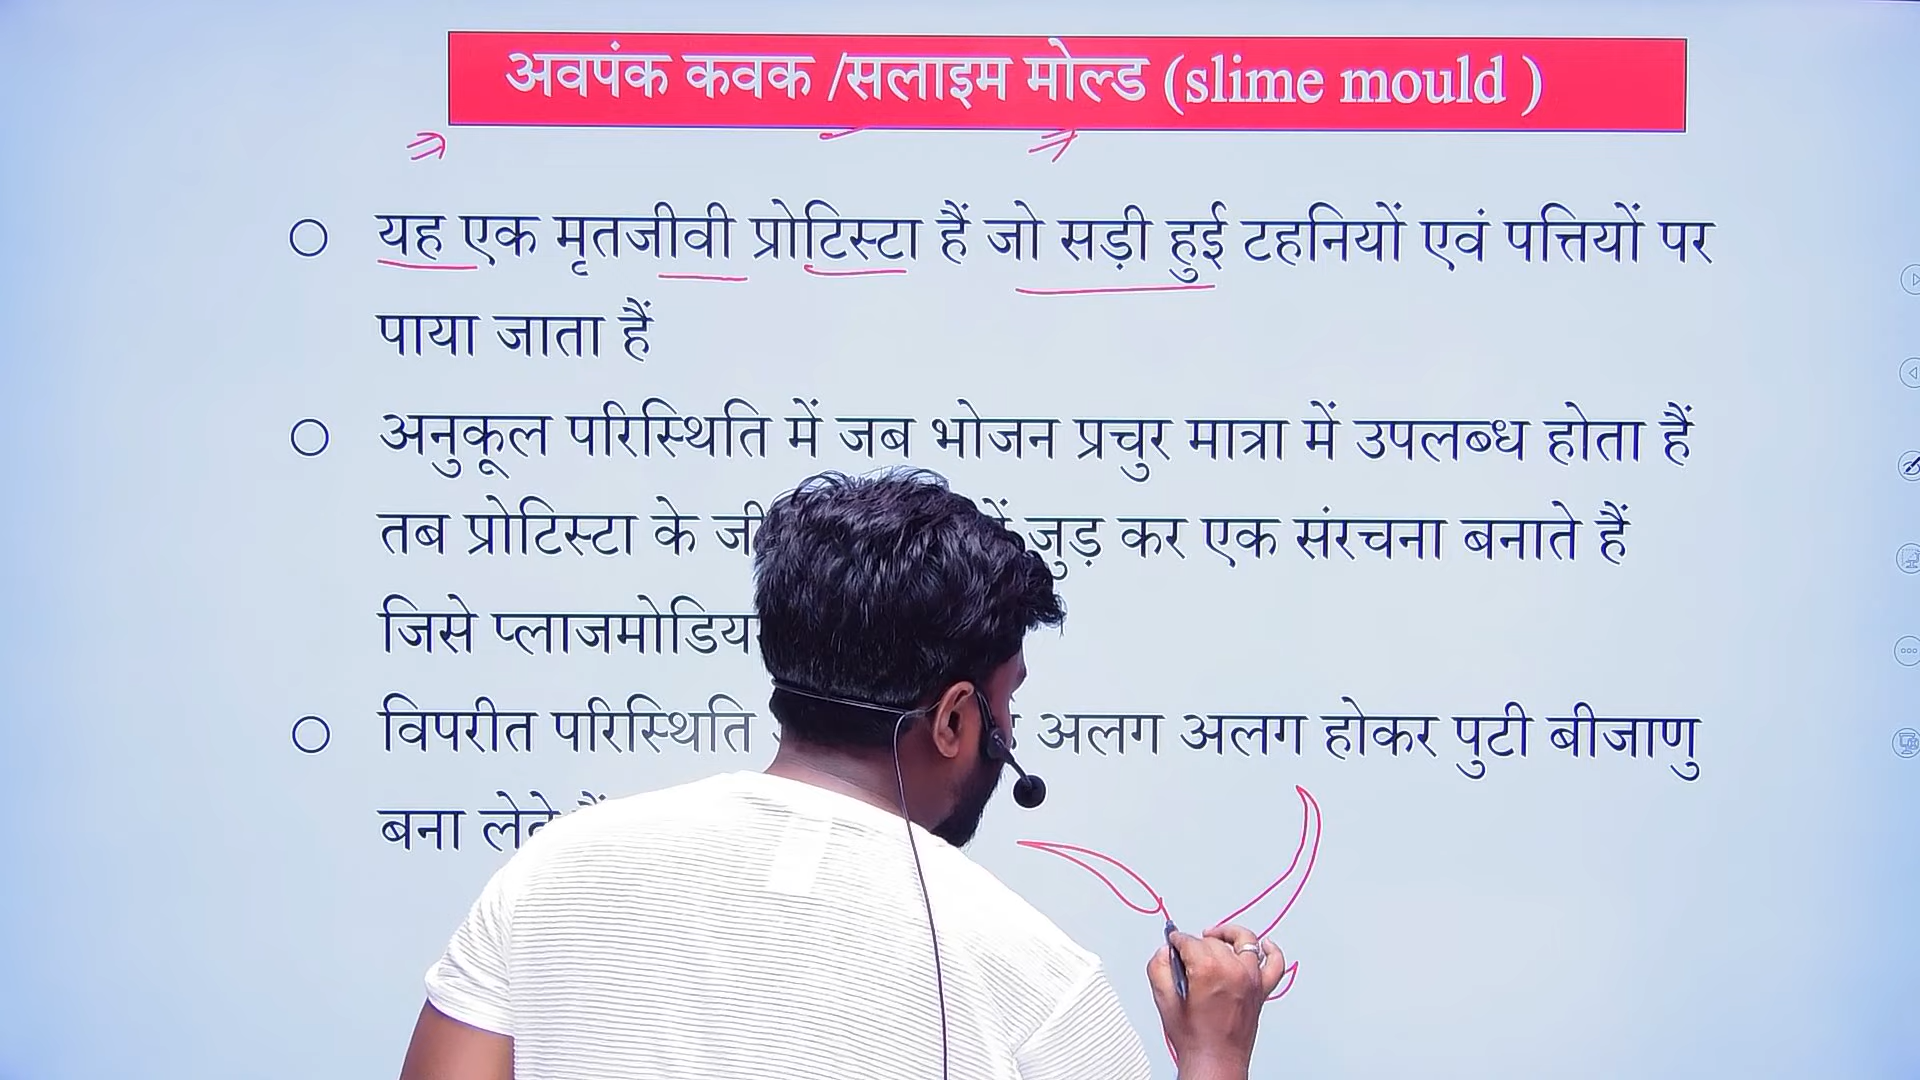 अवपंक कवक /सलाइम मोल्ड (slime mould )
यह एक मृतजीवी प्रोटिस्टा हैं जो सड़ी हुई टहनियों एवं पत्तियों पर
पाया जाता हैं
अनुकूल परिस्थिति में जब भोजन प्रचुर मात्रा में उपलब्ध होता हैं
तब प्रोटिस्टा के जुड़ कर एक संरचना बनाते हैं
जिसे
विपरीत परिस्थिति अलग अलग होकर पुटी बीजाणु
बना